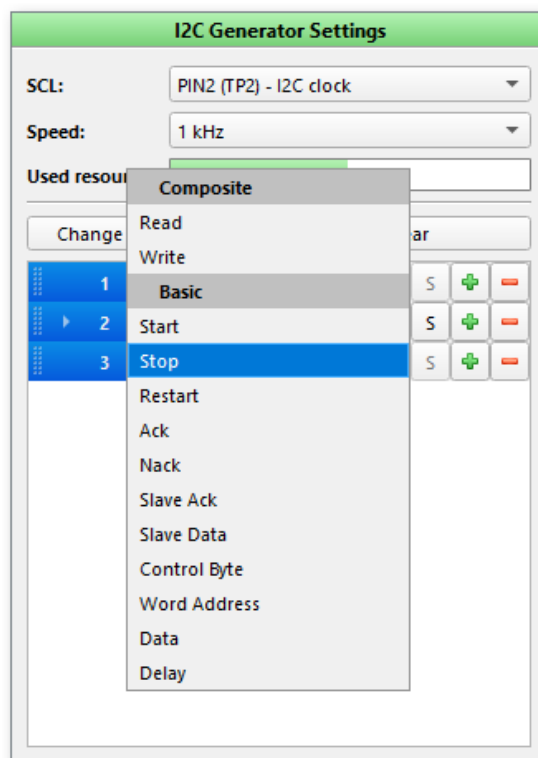 I2C Generator Settings
SCL: PIN2 (TP2) - I2C clock
Speed: 1 kHz
Used resou
Composite
Read
Change ar
Write
1 Basic S
2 Start S
3 Stop S
Restart
Ack
Nack
Slave Ack
Slave Data
Control Byte
Word Address
Data
Delay